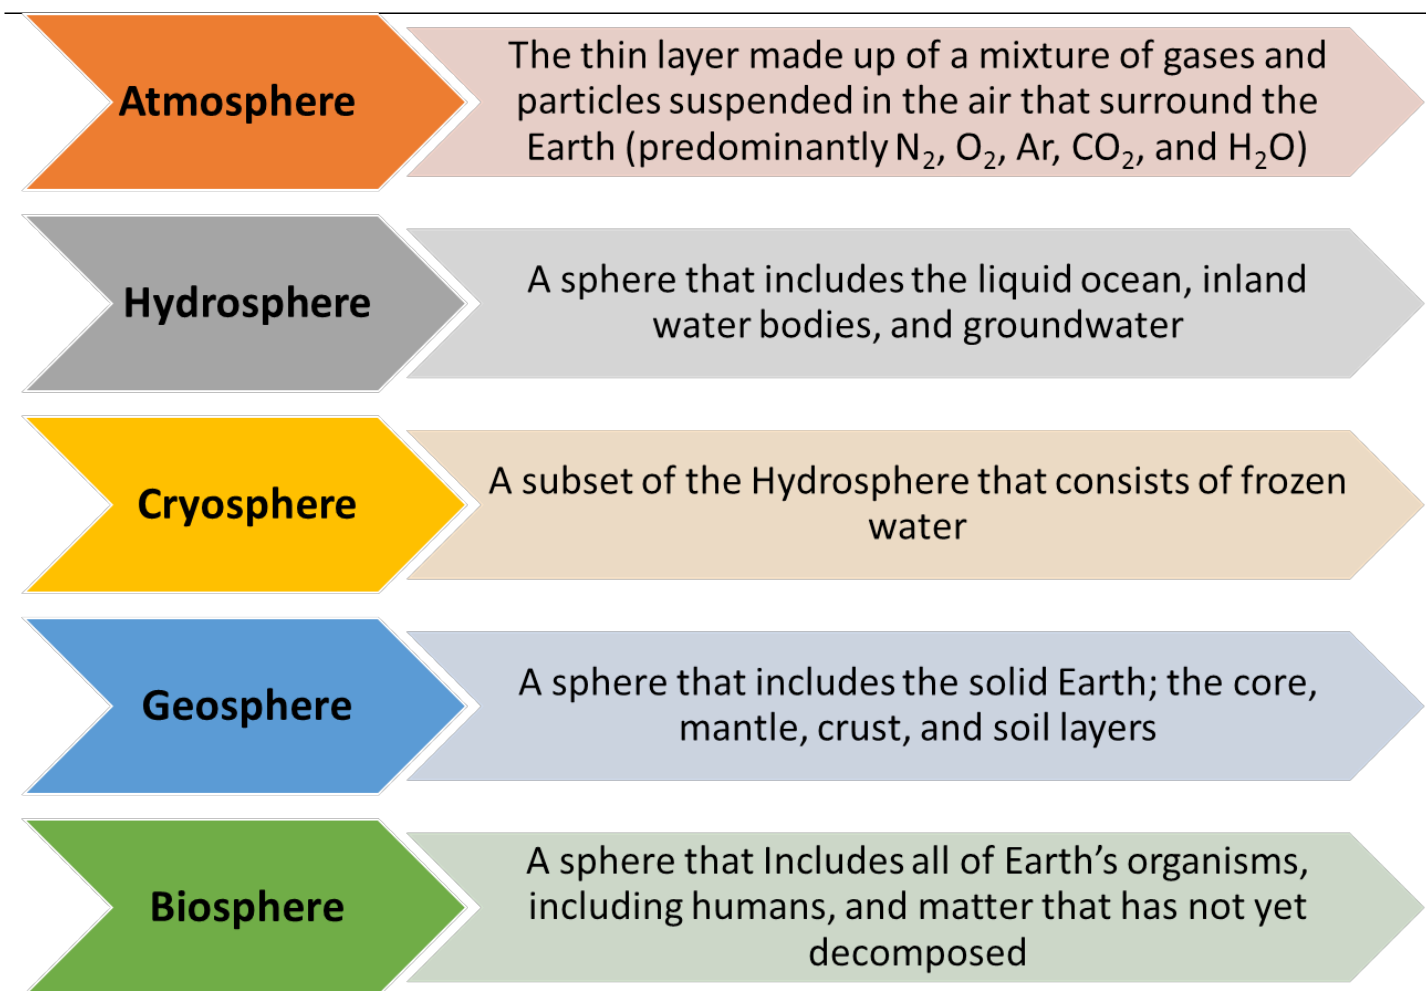 Atmosphere
The thin layer made up of a mixture of gases and
particles suspended in the air that surround the
Earth (predominantly N₂, O₂, Ar, CO₂, and H₂O)
Hydrosphere
A sphere that includes the liquid ocean, inland
water bodies, and groundwater
Cryosphere
A subset of the Hydrosphere that consists of frozen
water
Geosphere
A sphere that includes the solid Earth; the core,
mantle, crust, and soil layers
Biosphere
A sphere that Includes all of Earth’s organisms,
including humans, and matter that has not yet
decomposed